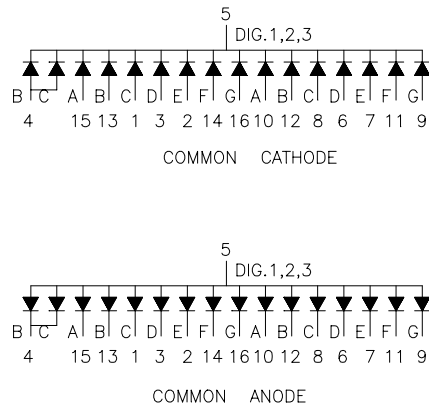 5
DIG.1,2,3
B C A B C D E F G A B C D E F G
4 15 13 1 3 2 14 16 10 12 8 6 7 11 9
COMMON CATHODE
5
DIG.1,2,3
B C A B C D E F G A B C D E F G
4 15 13 1 3 2 14 16 10 12 8 6 7 11 9
COMMON ANODE